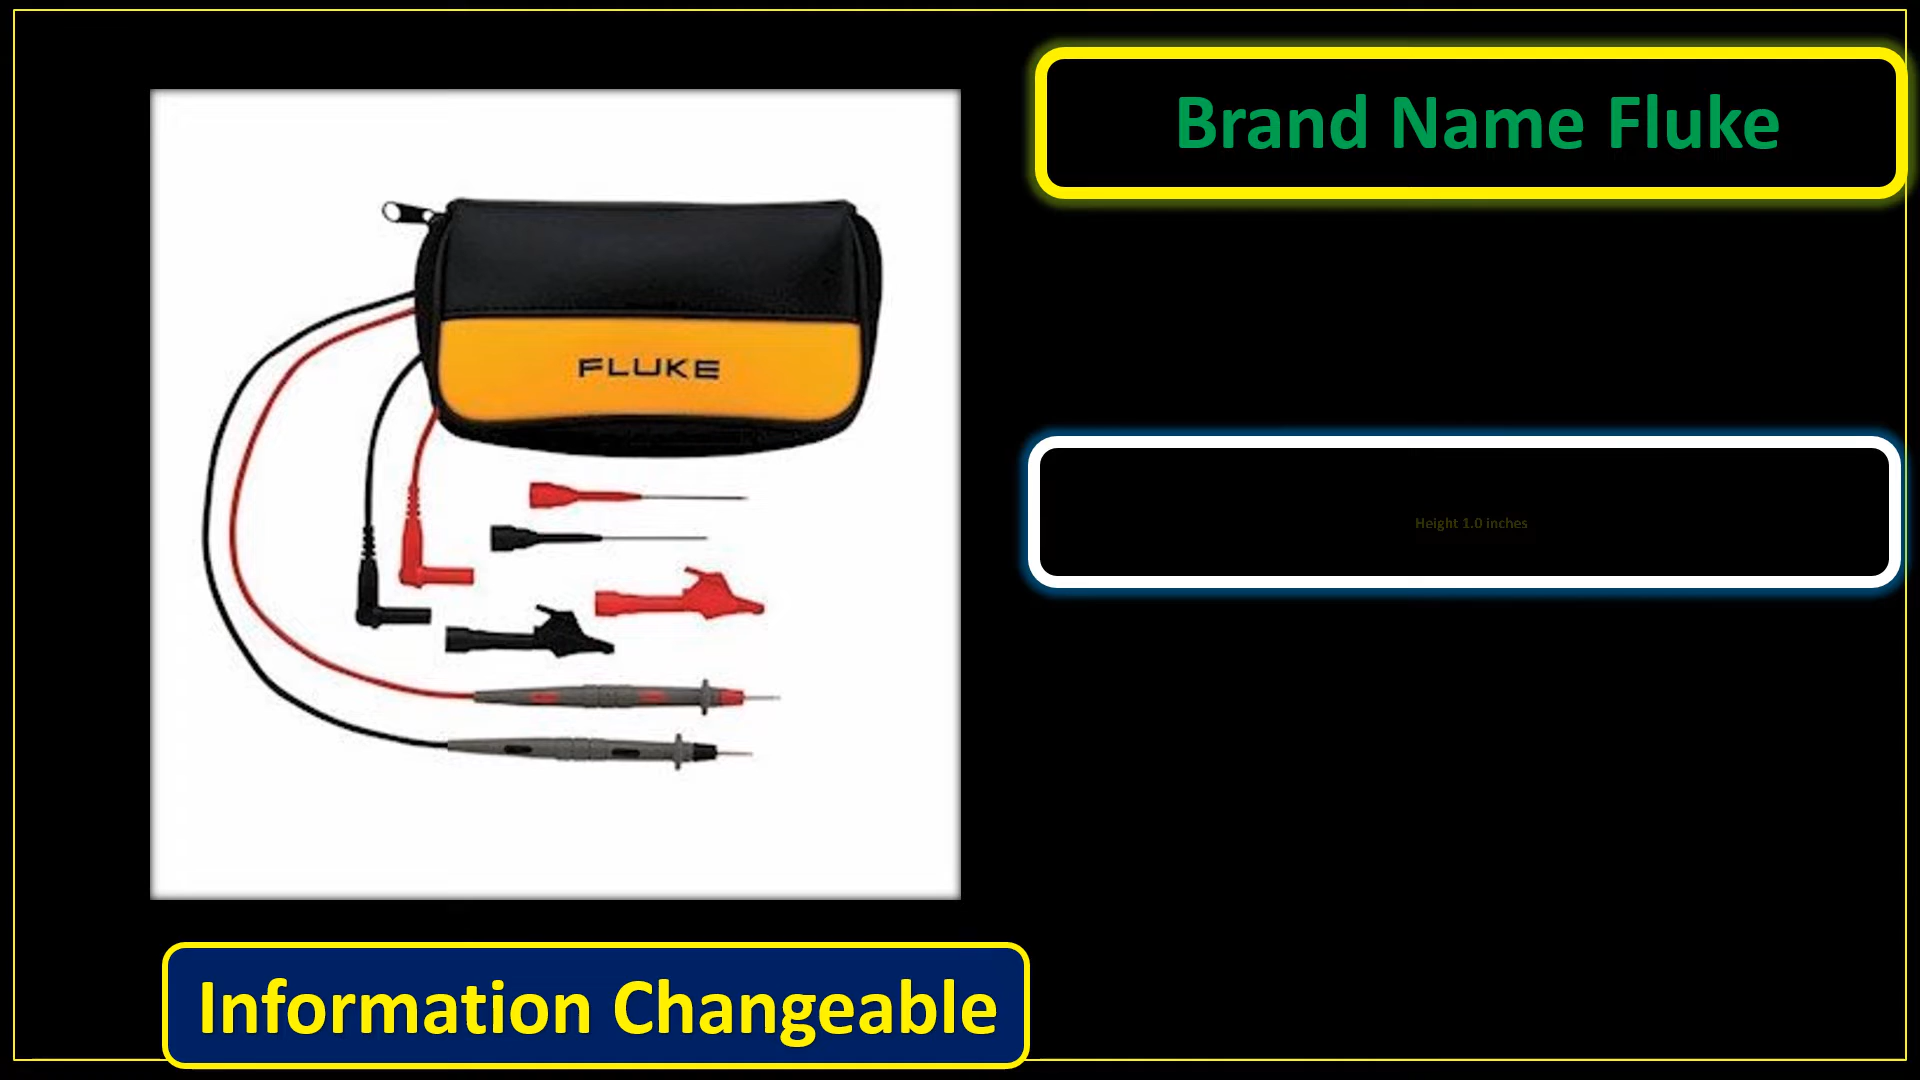 Brand Name Fluke
FLUKE
Height 1.0 inches
Information Changeable